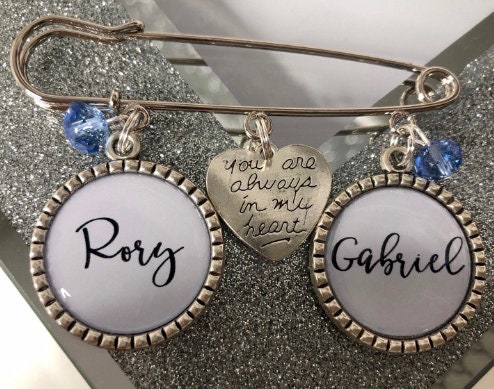 Rory
you are
always
in my
heart!
Gabriel